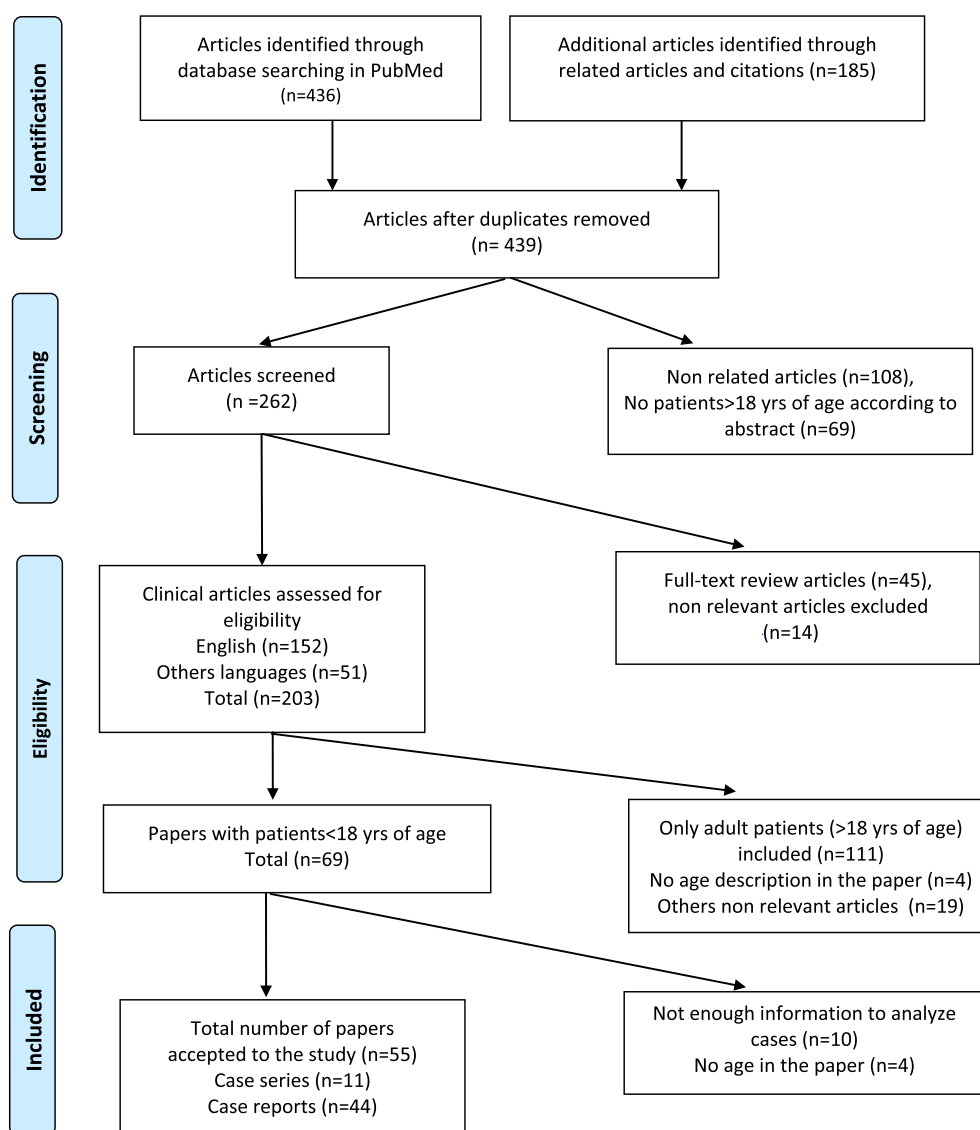 Identification
Articles identified through
database searching in PubMed
(n=436)
Additional articles identified through
related articles and citations (n=185)
Articles after duplicates removed
(n= 439)
Screening
Articles screened
(n =262)
Non related articles (n=108),
No patients>18 yrs of age according to
abstract (n=69)
Eligibility
Clinical articles assessed for
eligibility
English (n=152)
Others languages (n=51)
Total (n=203)
Full-text review articles (n=45),
non relevant articles excluded
(n=14)
Papers with patients<18 yrs of age
Total (n=69)
Only adult patients (>18 yrs of age)
included (n=111)
No age description in the paper (n=4)
Others non relevant articles (n=19)
Included
Total number of papers
accepted to the study (n=55)
Case series (n=11)
Case reports (n=44)
Not enough information to analyze
cases (n=10)
No age in the paper (n=4)